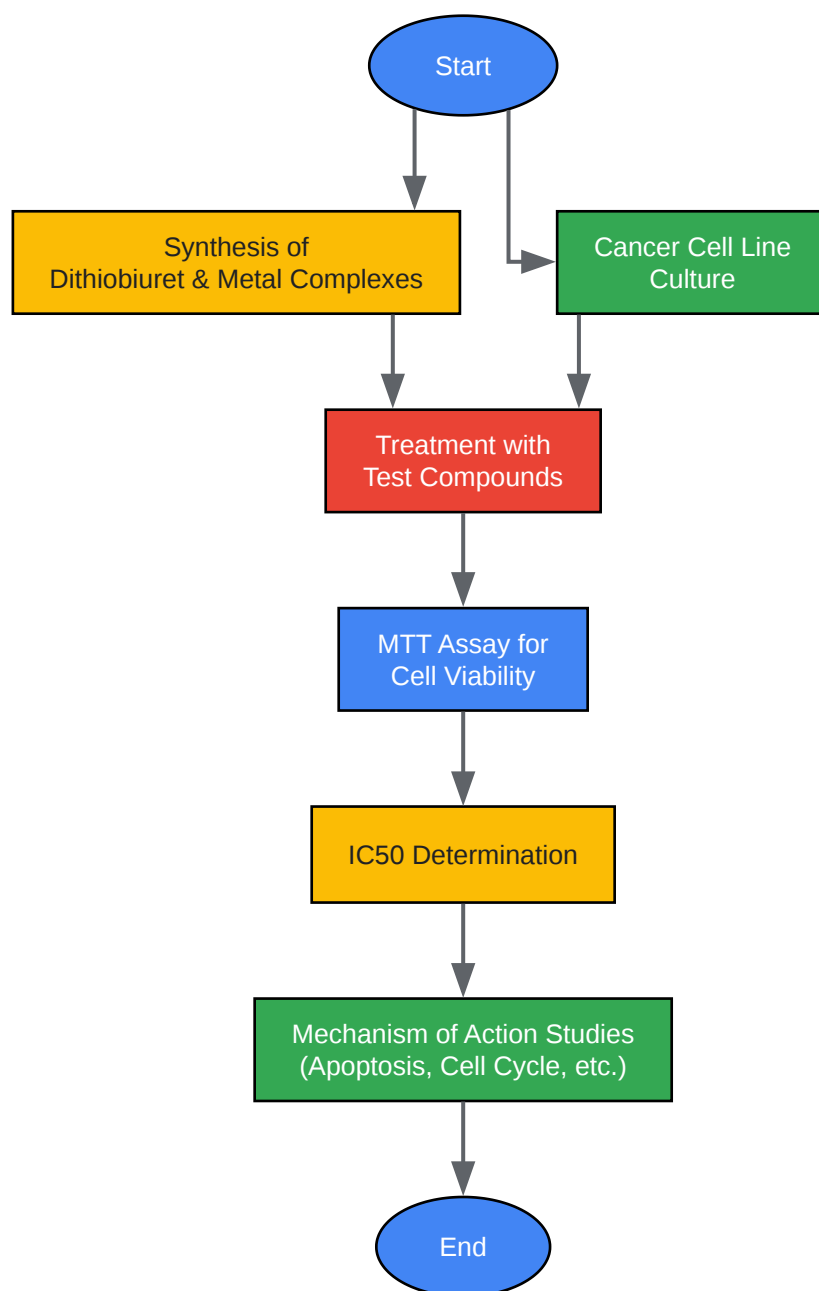 Start
Synthesis of
Dithiobiuret & Metal Complexes
Cancer Cell Line
Culture
Treatment with
Test Compounds
MTT Assay for
Cell Viability
IC50 Determination
Mechanism of Action Studies
(Apoptosis, Cell Cycle, etc.)
End